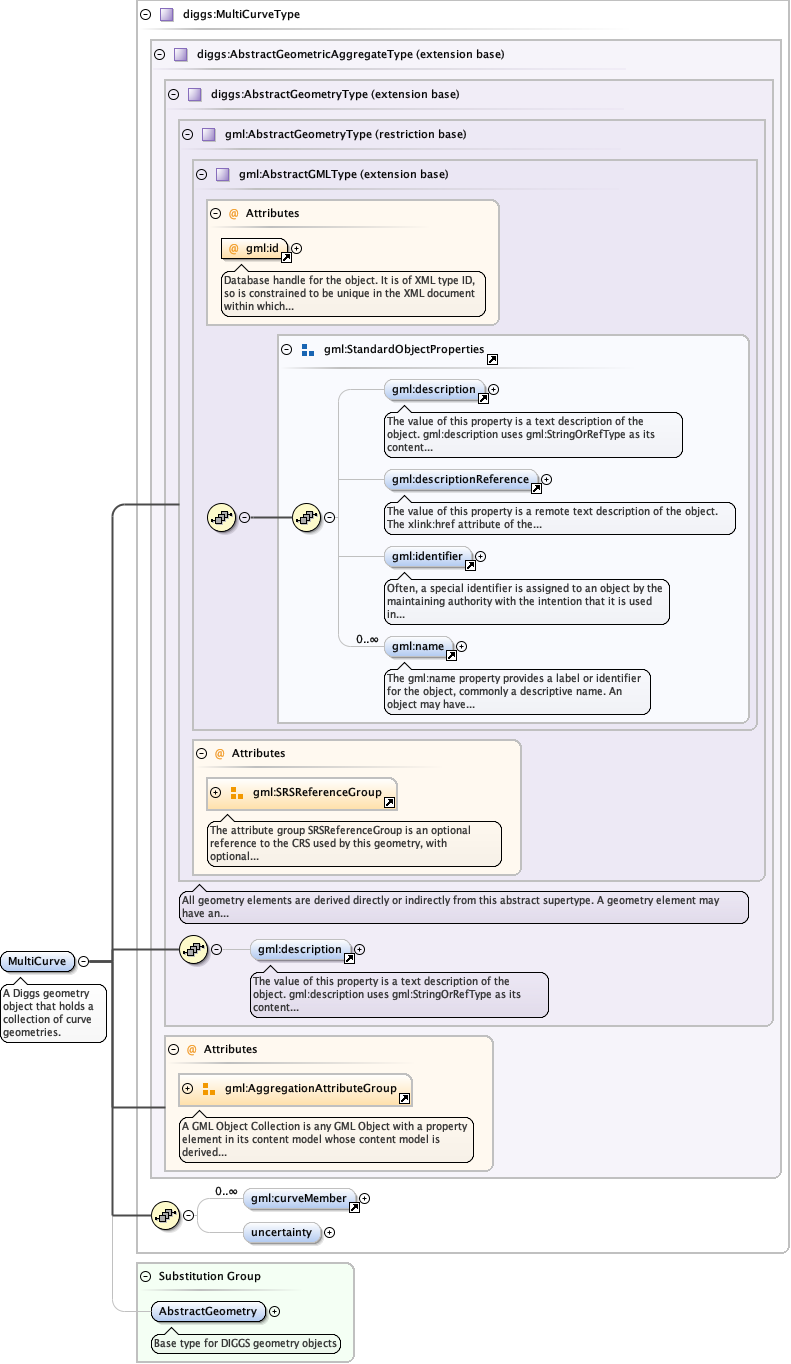 diggs:MultiCurveType
diggs:AbstractGeometricAggregateType (extension base)
diggs:AbstractGeometryType (extension base)
gml:AbstractGeometryType (restriction base)
gml:AbstractGMLType (extension base)
@ Attributes
@ gml:id
Database handle for the object. It is of XML type ID,
so is constrained to be unique in the XML document
within which...
gml:StandardObjectProperties
gml:description
The value of this property is a text description of the
object. gml:description uses gml:StringOrRefType as its
content...
gml:descriptionReference
The value of this property is a remote text description of the object.
The xlink:href attribute of the...
gml:identifier
Often, a special identifier is assigned to an object by the
maintaining authority with the intention that it is used
in...
0..∞
gml:name
The gml:name property provides a label or identifier
for the object, commonly a descriptive name. An
object may have...
@ Attributes
gml:SRSReferenceGroup
The attribute group SRSReferenceGroup is an optional
reference to the CRS used by this geometry, with
optional...
All geometry elements are derived directly or indirectly from this abstract supertype. A geometry element may
have an...
gml:description
The value of this property is a text description of the
object. gml:description uses gml:StringOrRefType as its
content...
MultiCurve
A Diggs geometry
object that holds a
collection of curve
geometries.
@ Attributes
gml:AggregationAttributeGroup
A GML Object Collection is any GML Object with a property
element in its content model whose content model is
derived...
0..∞
gml:curveMember
uncertainty
Substitution Group
AbstractGeometry
Base type for DIGGS geometry objects